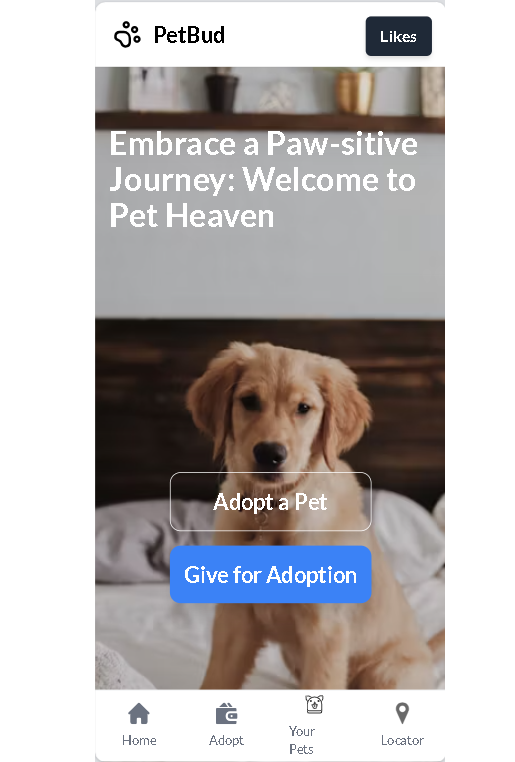 PetBud
Likes
Embrace a Paw-sitive
Journey: Welcome to
Pet Heaven
Adopt a Pet
Give for Adoption
Home
Adopt
Your
Pets
Locator